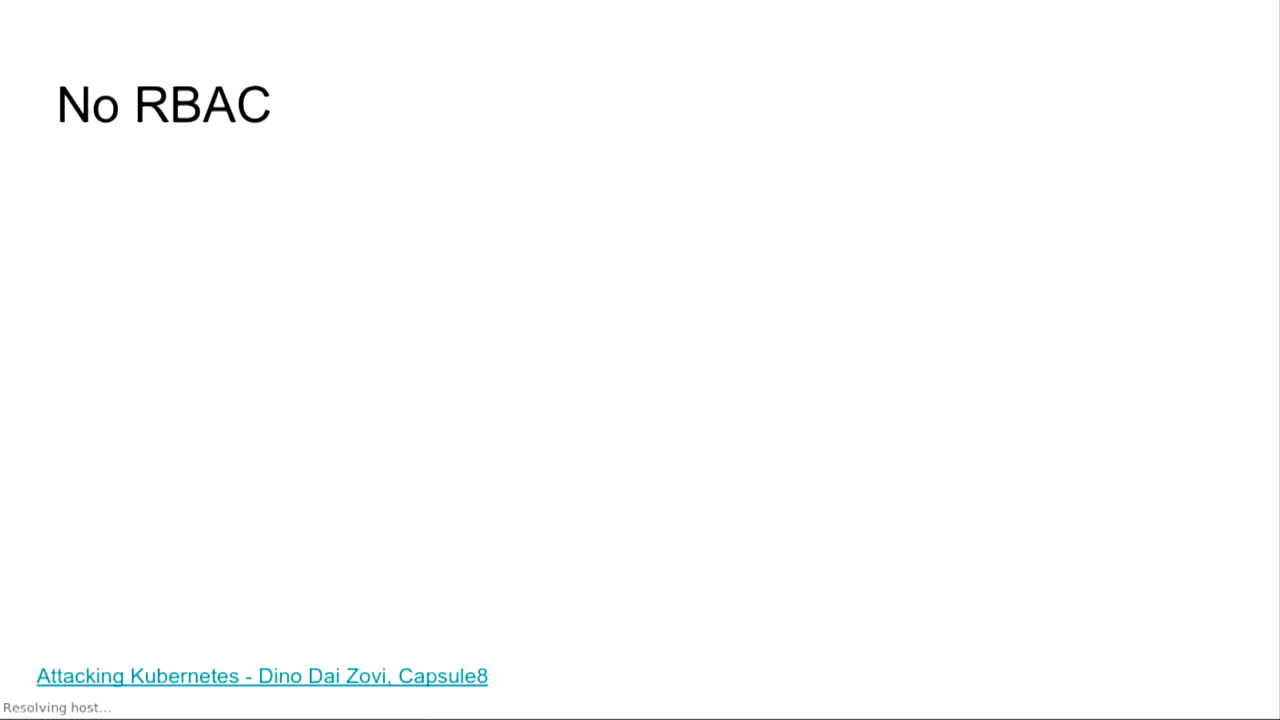 No RBAC
Attacking Kubernetes - Dino Dai Zovi, Capsule8
Resolving host...